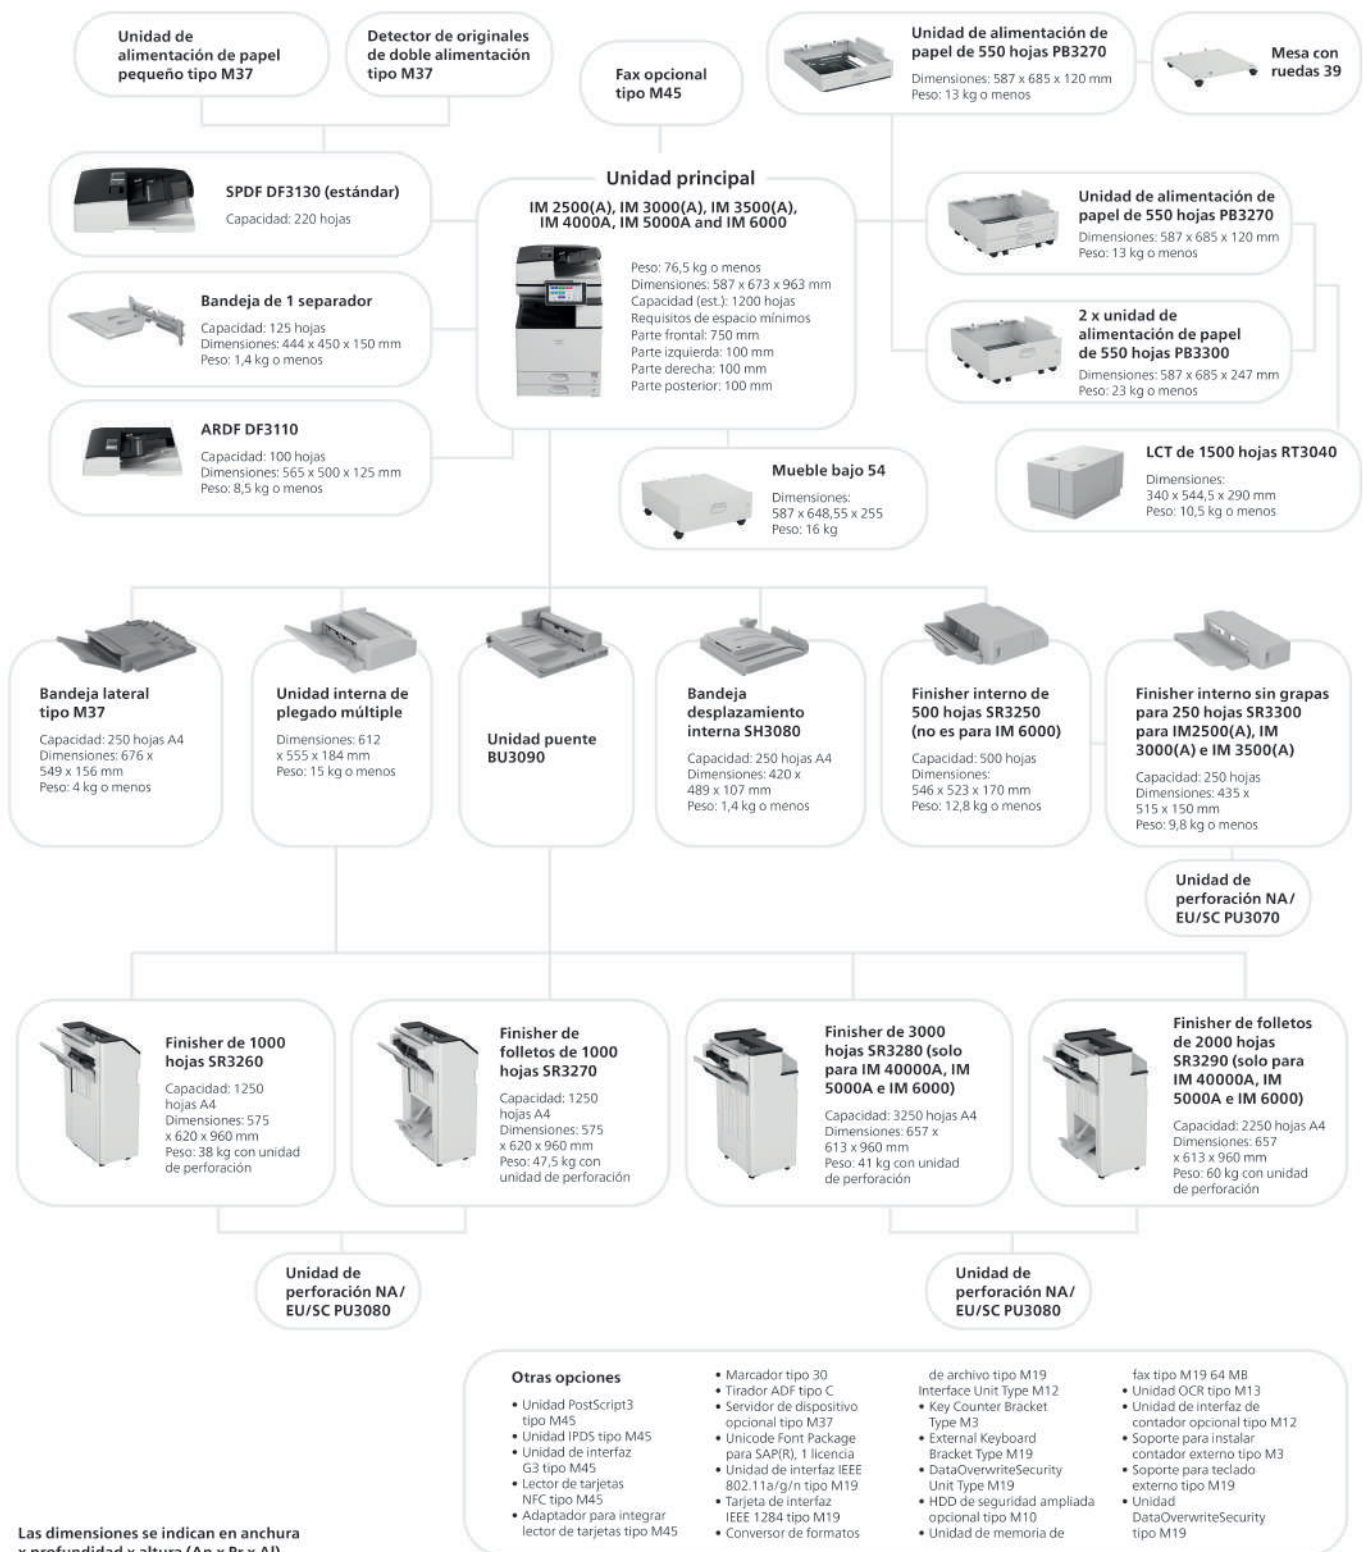 Unidad de
alimentación de papel
pequeño tipo M37
Detector de originales
de doble alimentación
tipo M37
Fax opcional
tipo M45
Unidad de alimentación de
papel de 550 hojas PB3270
Dimensiones: 587 x 685 x 120 mm
Peso: 13 kg o menos
Mesa con
ruedas 39
SPDF DF3130 (estándar)
Capacidad: 220 hojas
Unidad principal
IM 2500(A), IM 3000(A), IM 3500(A),
IM 4000A, IM 5000A and IM 6000
Peso: 76,5 kg o menos
Dimensiones: 587 x 673 x 963 mm
Capacidad (est.): 1200 hojas
Requisitos de espacio mínimos
Parte frontal: 750 mm
Parte izquierda: 100 mm
Parte derecha: 100 mm
Parte posterior: 100 mm
Unidad de alimentación de
papel de 550 hojas PB3270
Dimensiones: 587 x 685 x 120 mm
Peso: 13 kg o menos
Bandeja de 1 separador
Capacidad: 125 hojas
Dimensiones: 444 x 450 x 150 mm
Peso: 1,4 kg o menos
2 x unidad de
alimentación de papel
de 550 hojas PB3300
Dimensiones: 587 x 685 x 247 mm
Peso: 23 kg o menos
ARDF DF3110
Capacidad: 100 hojas
Dimensiones: 565 x 500 x 125 mm
Peso: 8,5 kg o menos
Mueble bajo 54
Dimensiones:
587 x 648,55 x 255
Peso: 16 kg
LCT de 1500 hojas RT3040
Dimensiones:
340 x 544,5 x 290 mm
Peso: 10,5 kg o menos
Bandeja lateral
tipo M37
Capacidad: 250 hojas A4
Dimensiones: 676 x
549 x 156 mm
Peso: 4 kg o menos
Unidad interna de
plegado múltiple
Dimensiones: 612
x 555 x 184 mm
Peso: 15 kg o menos
Unidad puente
BU3090
Bandeja
desplazamiento
interna SH3080
Capacidad: 250 hojas A4
Dimensiones: 420 x
489 x 107 mm
Peso: 1,4 kg o menos
Finisher interno de
500 hojas SR3250
(no es para IM 6000)
Capacidad: 500 hojas
Dimensiones:
546 x 523 x 170 mm
Peso: 12,8 kg o menos
Finisher interno sin grapas
para 250 hojas SR3300
para IM2500(A), IM
3000(A) e IM 3500(A)
Capacidad: 250 hojas
Dimensiones: 435 x
515 x 150 mm
Peso: 9,8 kg o menos
Unidad de
perforación NA/
EU/SC PU3070
Finisher de 1000
hojas SR3260
Capacidad: 1250
hojas A4
Dimensiones: 575
x 620 x 960 mm
Peso: 38 kg con unidad
de perforación
Finisher de
folletos de 1000
hojas SR3270
Capacidad: 1250
hojas A4
Dimensiones: 575
x 620 x 960 mm
Peso: 47,5 kg con
unidad de perforación
Finisher de 3000
hojas SR3280 (solo
para IM 40000A, IM
5000A e IM 6000)
Capacidad: 3250 hojas A4
Dimensiones: 657 x
613 x 960 mm
Peso: 41 kg con unidad
de perforación
Finisher de folletos
de 2000 hojas
SR3290 (solo para
IM 40000A, IM
5000A e IM 6000)
Capacidad: 2250 hojas A4
Dimensiones: 657
x 613 x 960 mm
Peso: 60 kg con unidad
de perforación
Unidad de
perforación NA/
EU/SC PU3080
Unidad de
perforación NA/
EU/SC PU3080
Otras opciones
• Unidad PostScript3
tipo M45
• Unidad IPDS tipo M45
• Unidad de interfaz
G3 tipo M45
• Lector de tarjetas
NFC tipo M45
• Adaptador para integrar
lector de tarjetas tipo M45
• Marcador tipo 30
• Tirador ADF tipo C
• Servidor de dispositivo
opcional tipo M37
• Unicode Font Package
para SAP(R), 1 licencia
• Unidad de interfaz IEEE
802.11a/g/n tipo M19
• Tarjeta de interfaz
IEEE 1284 tipo M19
• Conversor de formatos
de archivo tipo M19
Interface Unit Type M12
• Key Counter Bracket
Type M3
• External Keyboard
Bracket Type M19
• DataOverwriteSecurity
Unit Type M19
• HDD de seguridad ampliada
opcional tipo M10
• Unidad de memoria de
fax tipo M19 64 MB
• Unidad OCR tipo M13
• Unidad de interfaz de
contador opcional tipo M12
• Soporte para instalar
contador externo tipo M3
• Soporte para teclado
externo tipo M19
• Unidad
DataOverwriteSecurity
tipo M19
Las dimensiones se indican en anchura
x profundidad x altura (An x Pr x Al)